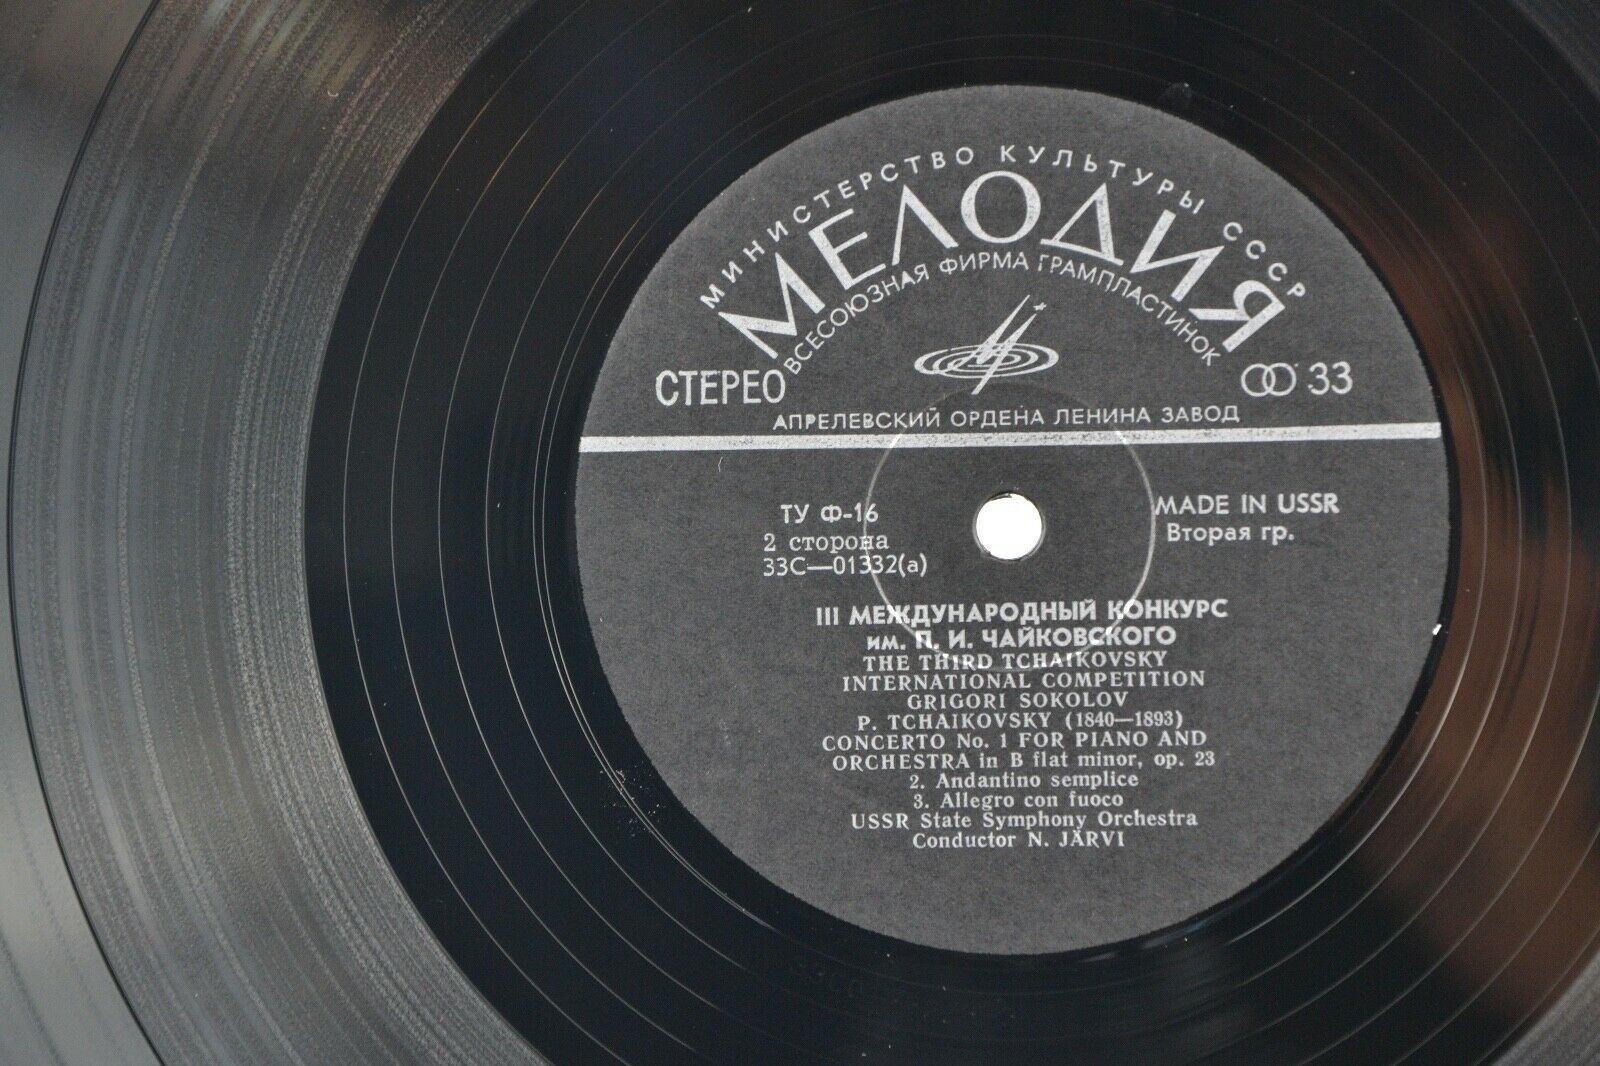 МИНИСТЕРСТВО КУЛЬТУРЫ СССР
МЕЛОДИЯ
ВСЕСОЮЗНАЯ ФИРМА ГРАМПЛАСТИНОК
СТЕРЕО
33
АПРЕЛЕВСКИЙ ОРДЕНА ЛЕНИНА ЗАВОД
ТУ Ф-16
2 сторона
33С—01332(а)
MADE IN USSR
Вторая гр.
III МЕЖДУНАРОДНЫЙ КОНКУРС
им. П. И. ЧАЙКОВСКОГО
THE THIRD TCHAIKOVSKY
INTERNATIONAL COMPETITION
GRIGORI SOKOLOV
P. TCHAIKOVSKY (1840—1893)
CONCERTO No. 1 FOR PIANO AND
ORCHESTRA in B flat minor, op. 23
2. Andantino semplice
3. Allegro con fuoco
USSR State Symphony Orchestra
Conductor N. JÄRVI